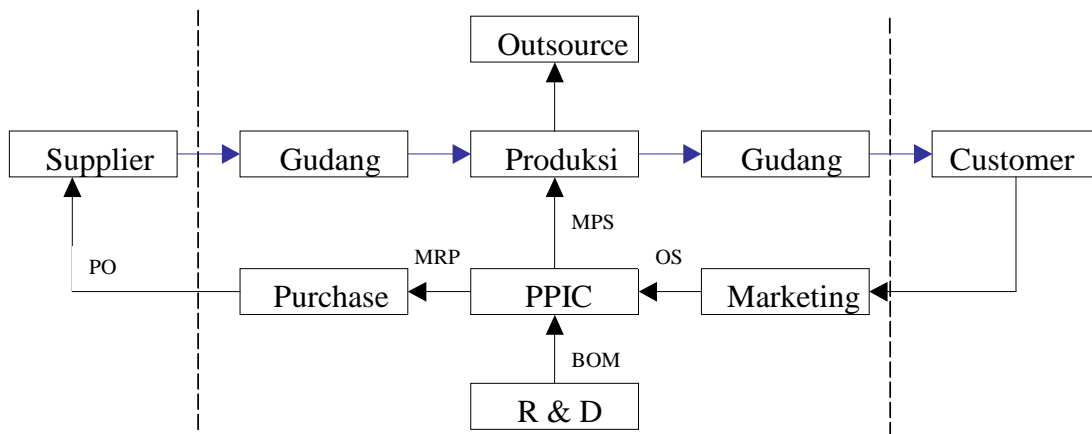 Outsource
Supplier
Gudang
Produksi
Gudang
Customer
MPS
PO
MRP
OS
Purchase
PPIC
Marketing
BOM
R & D